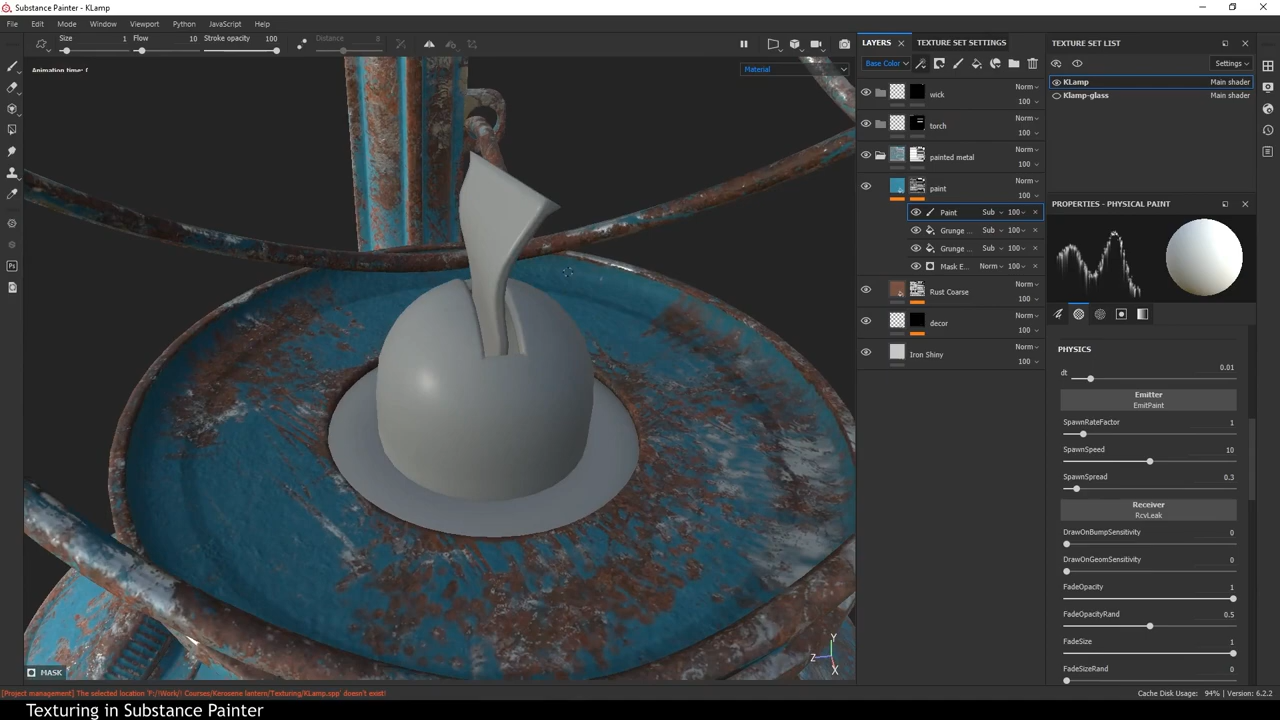 Substance Painter - KLamp
File Edit Mode Window Viewport Python JavaScript Help
Size 1 Flow 10 Stroke opacity 100 Distance 8
LAYERS TEXTURE SET SETTINGS
TEXTURE SET LIST
Base Color
Settings
Material
KLamp Main shader
Klamp-glass Main shader
wick Norm 100
torch Norm 100
painted metal Norm 100
paint Norm 100
Paint Sub 100
Grunge ... Sub 100
Grunge ... Sub 100
Mask E... Norm 100
Rust Coarse Norm 100
decor Norm 100
Iron Shiny Norm 100
PROPERTIES - PHYSICAL PAINT
PHYSICS
dt 0.01
Emitter
EmitPaint
SpawnRateFactor 1
SpawnSpeed 10
SpawnSpread 0.3
Receiver
RcvLeak
DrawOnBumpSensitivity 0
DrawOnGeomSensitivity 0
FadeOpacity 1
FadeOpacityRand 0.5
FadeSize 1
FadeSizeRand 0
Y
Z
X
MASK
[Project management] The selected location 'P:/!Work/! Courses/Kerosene lantern/Texturing/KLamp.spp' doesn't exist!
Cache Disk Usage: 94% | Version: 6.2.2
Texturing in Substance Painter